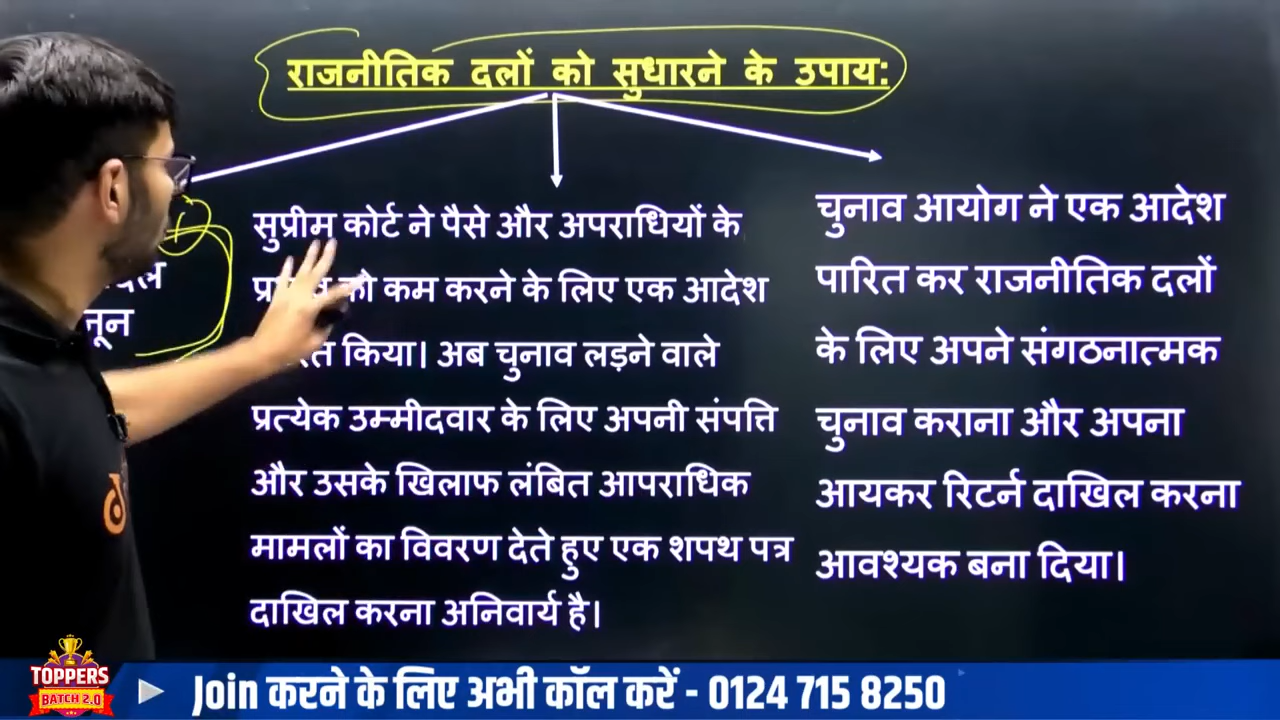 राजनीतिक दलों को सुधारने के उपाय:
सुप्रीम कोर्ट ने पैसे और अपराधियों के
को कम करने के लिए एक आदेश
किया। अब चुनाव लड़ने वाले
प्रत्येक उम्मीदवार के लिए अपनी संपत्ति
और उसके खिलाफ लंबित आपराधिक
मामलों का विवरण देते हुए एक शपथ पत्र
दाखिल करना अनिवार्य है।
चुनाव आयोग ने एक आदेश
पारित कर राजनीतिक दलों
के लिए अपने संगठनात्मक
चुनाव कराना और अपना
आयकर रिटर्न दाखिल करना
आवश्यक बना दिया।
TOPPERS
BATCH 2.0
Join करने के लिए अभी कॉल करें - 0124 715 8250